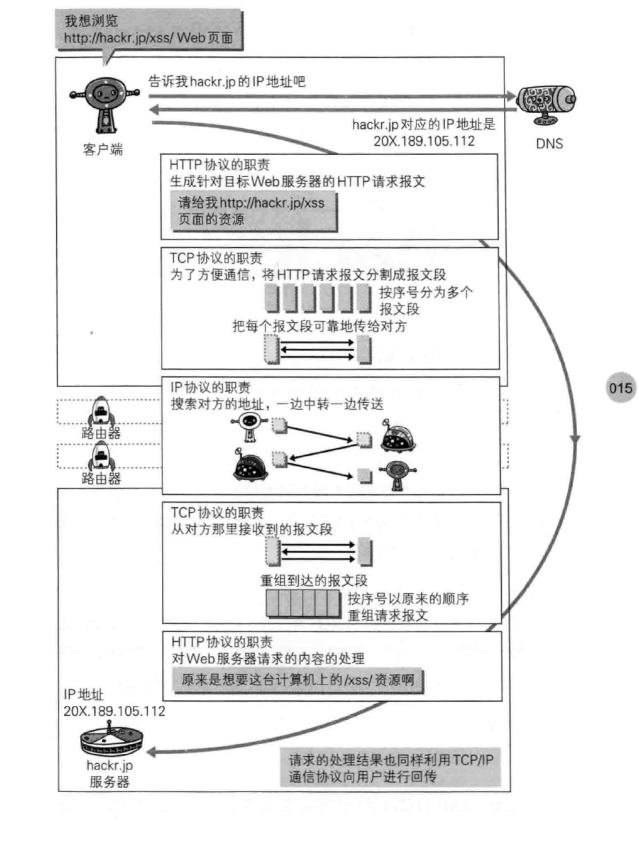 我想浏览
http://hackr.jp/xss/ Web页面
告诉我hackr.jp的IP地址吧
hackr.jp对应的IP地址是
20X.189.105.112
客户端
DNS
HTTP协议的职责
生成针对目标Web服务器的HTTP请求报文
请给我http://hackr.jp/xss
页面的资源
TCP协议的职责
为了方便通信，将HTTP请求报文分割成报文段
按序号分为多个
报文段
把每个报文段可靠地传给对方
015
IP协议的职责
搜索对方的地址，一边中转一边传送
路由器
路由器
TCP协议的职责
从对方那里接收到的报文段
重组到达的报文段
按序号以原来的顺序
重组请求报文
HTTP协议的职责
对Web服务器请求的内容的处理
原来是想要这台计算机上的/xss/资源啊
IP地址
20X.189.105.112
hackr.jp
服务器
请求的处理结果也同样利用TCP/IP
通信协议向用户进行回传